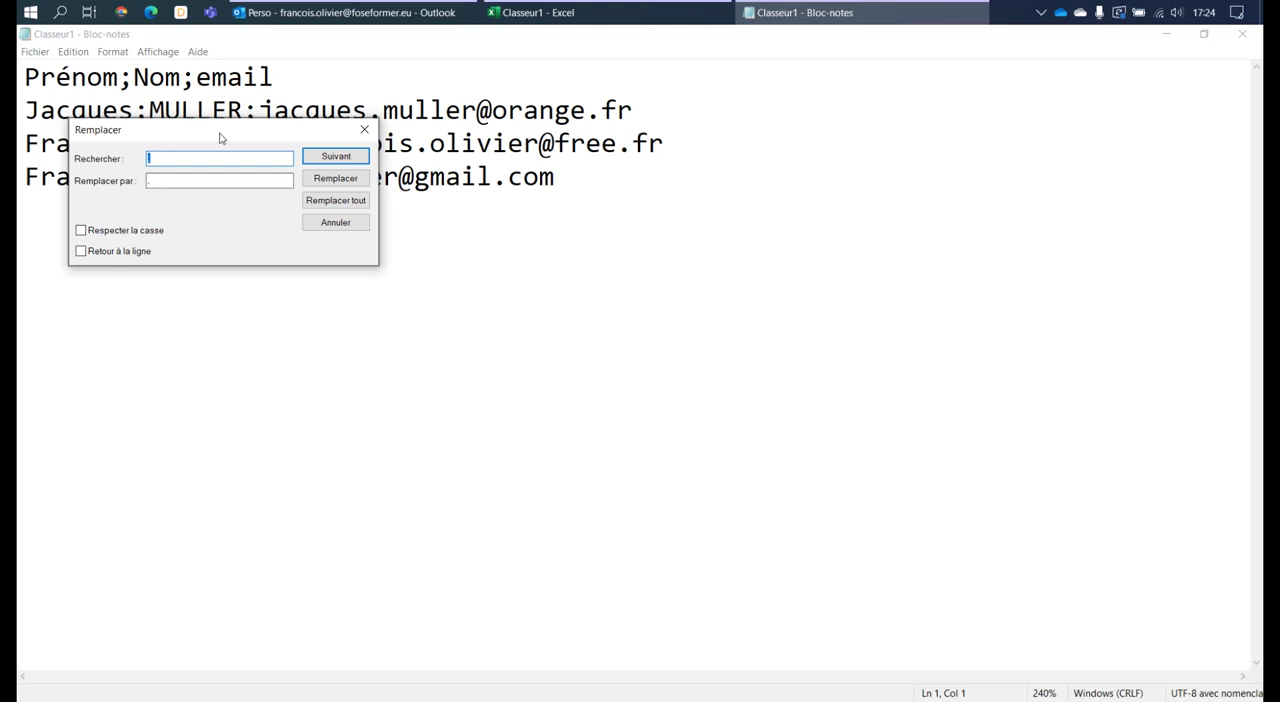 Perso - francois.olivier@foseformer.eu - Outlook
Classeur1 - Excel
Classeur1 - Bloc-notes
17:24
Classeur1 - Bloc-notes
Fichier Edition Format Affichage Aide
Prénom;Nom;email
Jacques;MULLER;jacques.muller@orange.fr
Fra ois.olivier@free.fr
Fra er@gmail.com
Remplacer
Rechercher : Suivant
Remplacer par : . Remplacer
Remplacer tout
Annuler
Respecter la casse
Retour à la ligne
Ln 1, Col 1 240% Windows (CRLF) UTF-8 avec nomencla